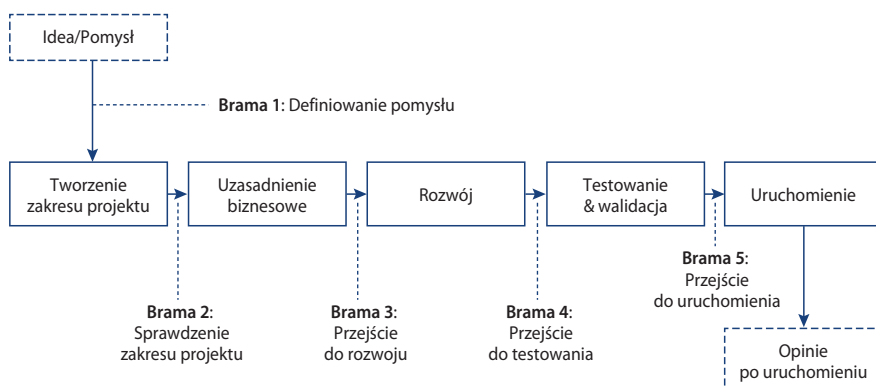 Idea/Pomysł
Brama 1: Definiowanie pomysłu
Tworzenie
zakresu projektu
Uzasadnienie
biznesowe
Rozwój
Testowanie
& walidacja
Uruchomienie
Brama 2:
Sprawdzenie
zakresu projektu
Brama 3:
Przejście
do rozwoju
Brama 4:
Przejście
do testowania
Brama 5:
Przejście
do uruchomienia
Opinie
po uruchomieniu